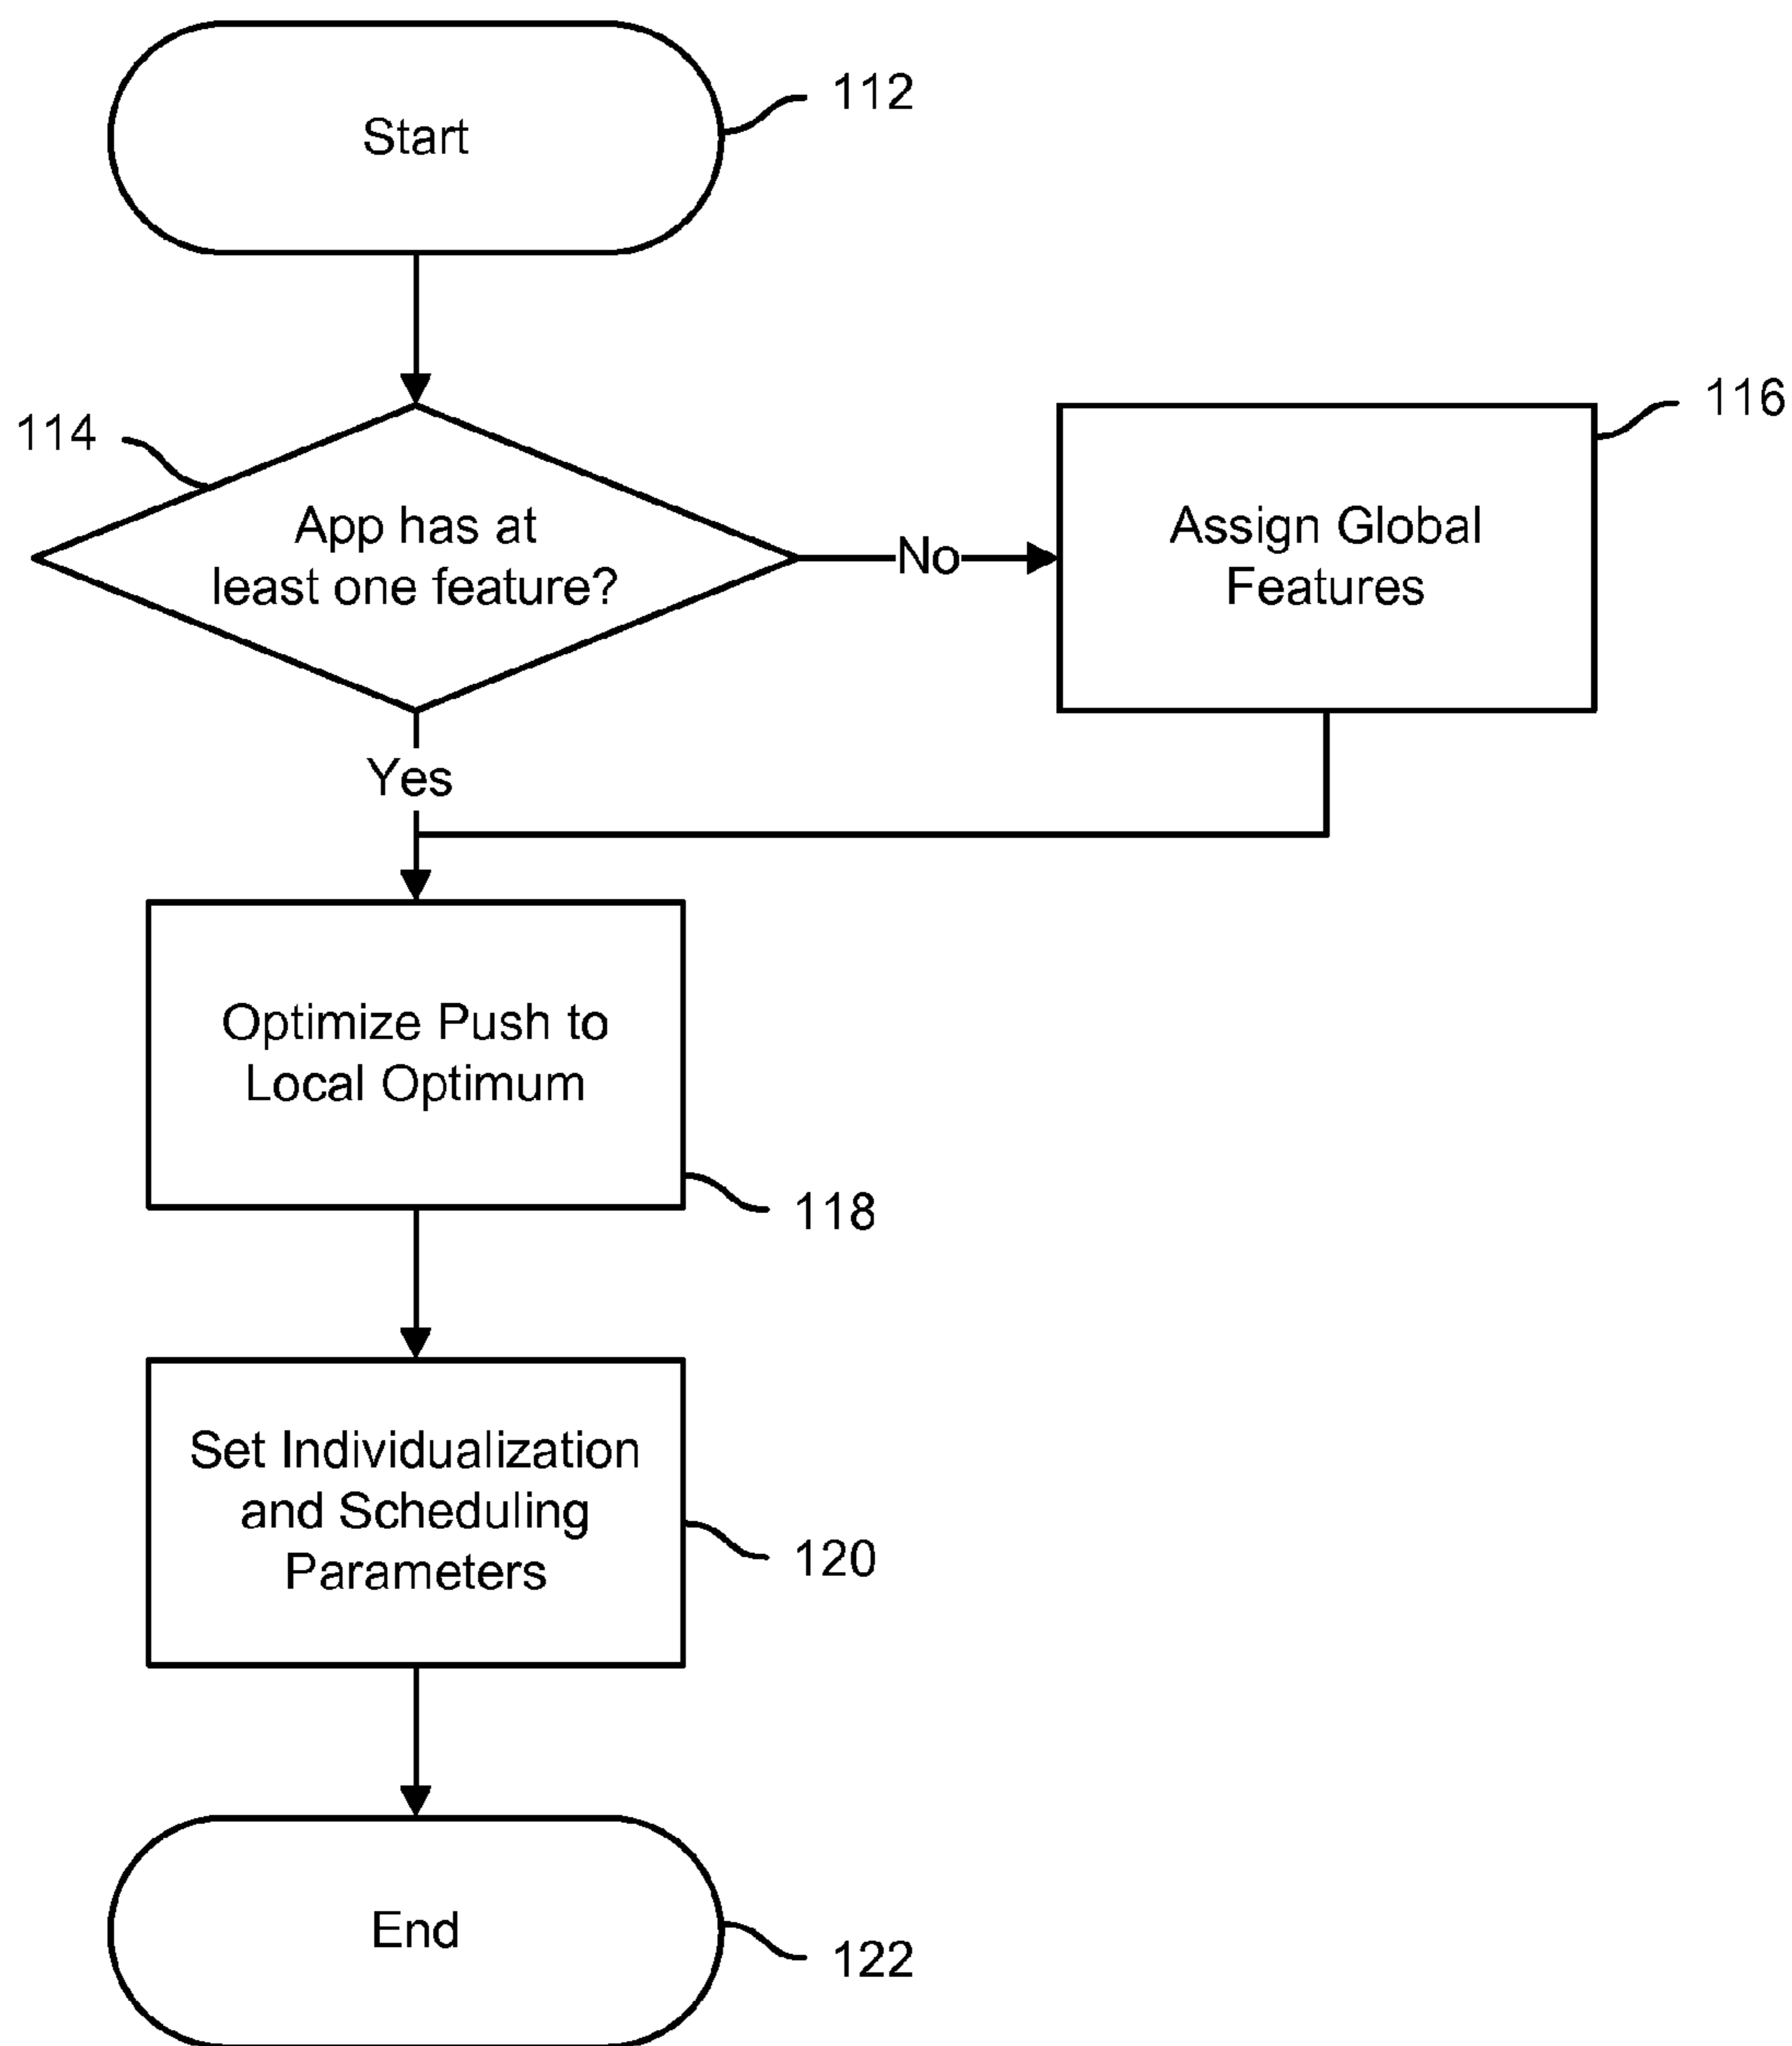 Start
112
114
App has at
least one feature?
No
116
Assign Global
Features
Yes
Optimize Push to
Local Optimum
118
Set Individualization
and Scheduling
Parameters
120
End
122